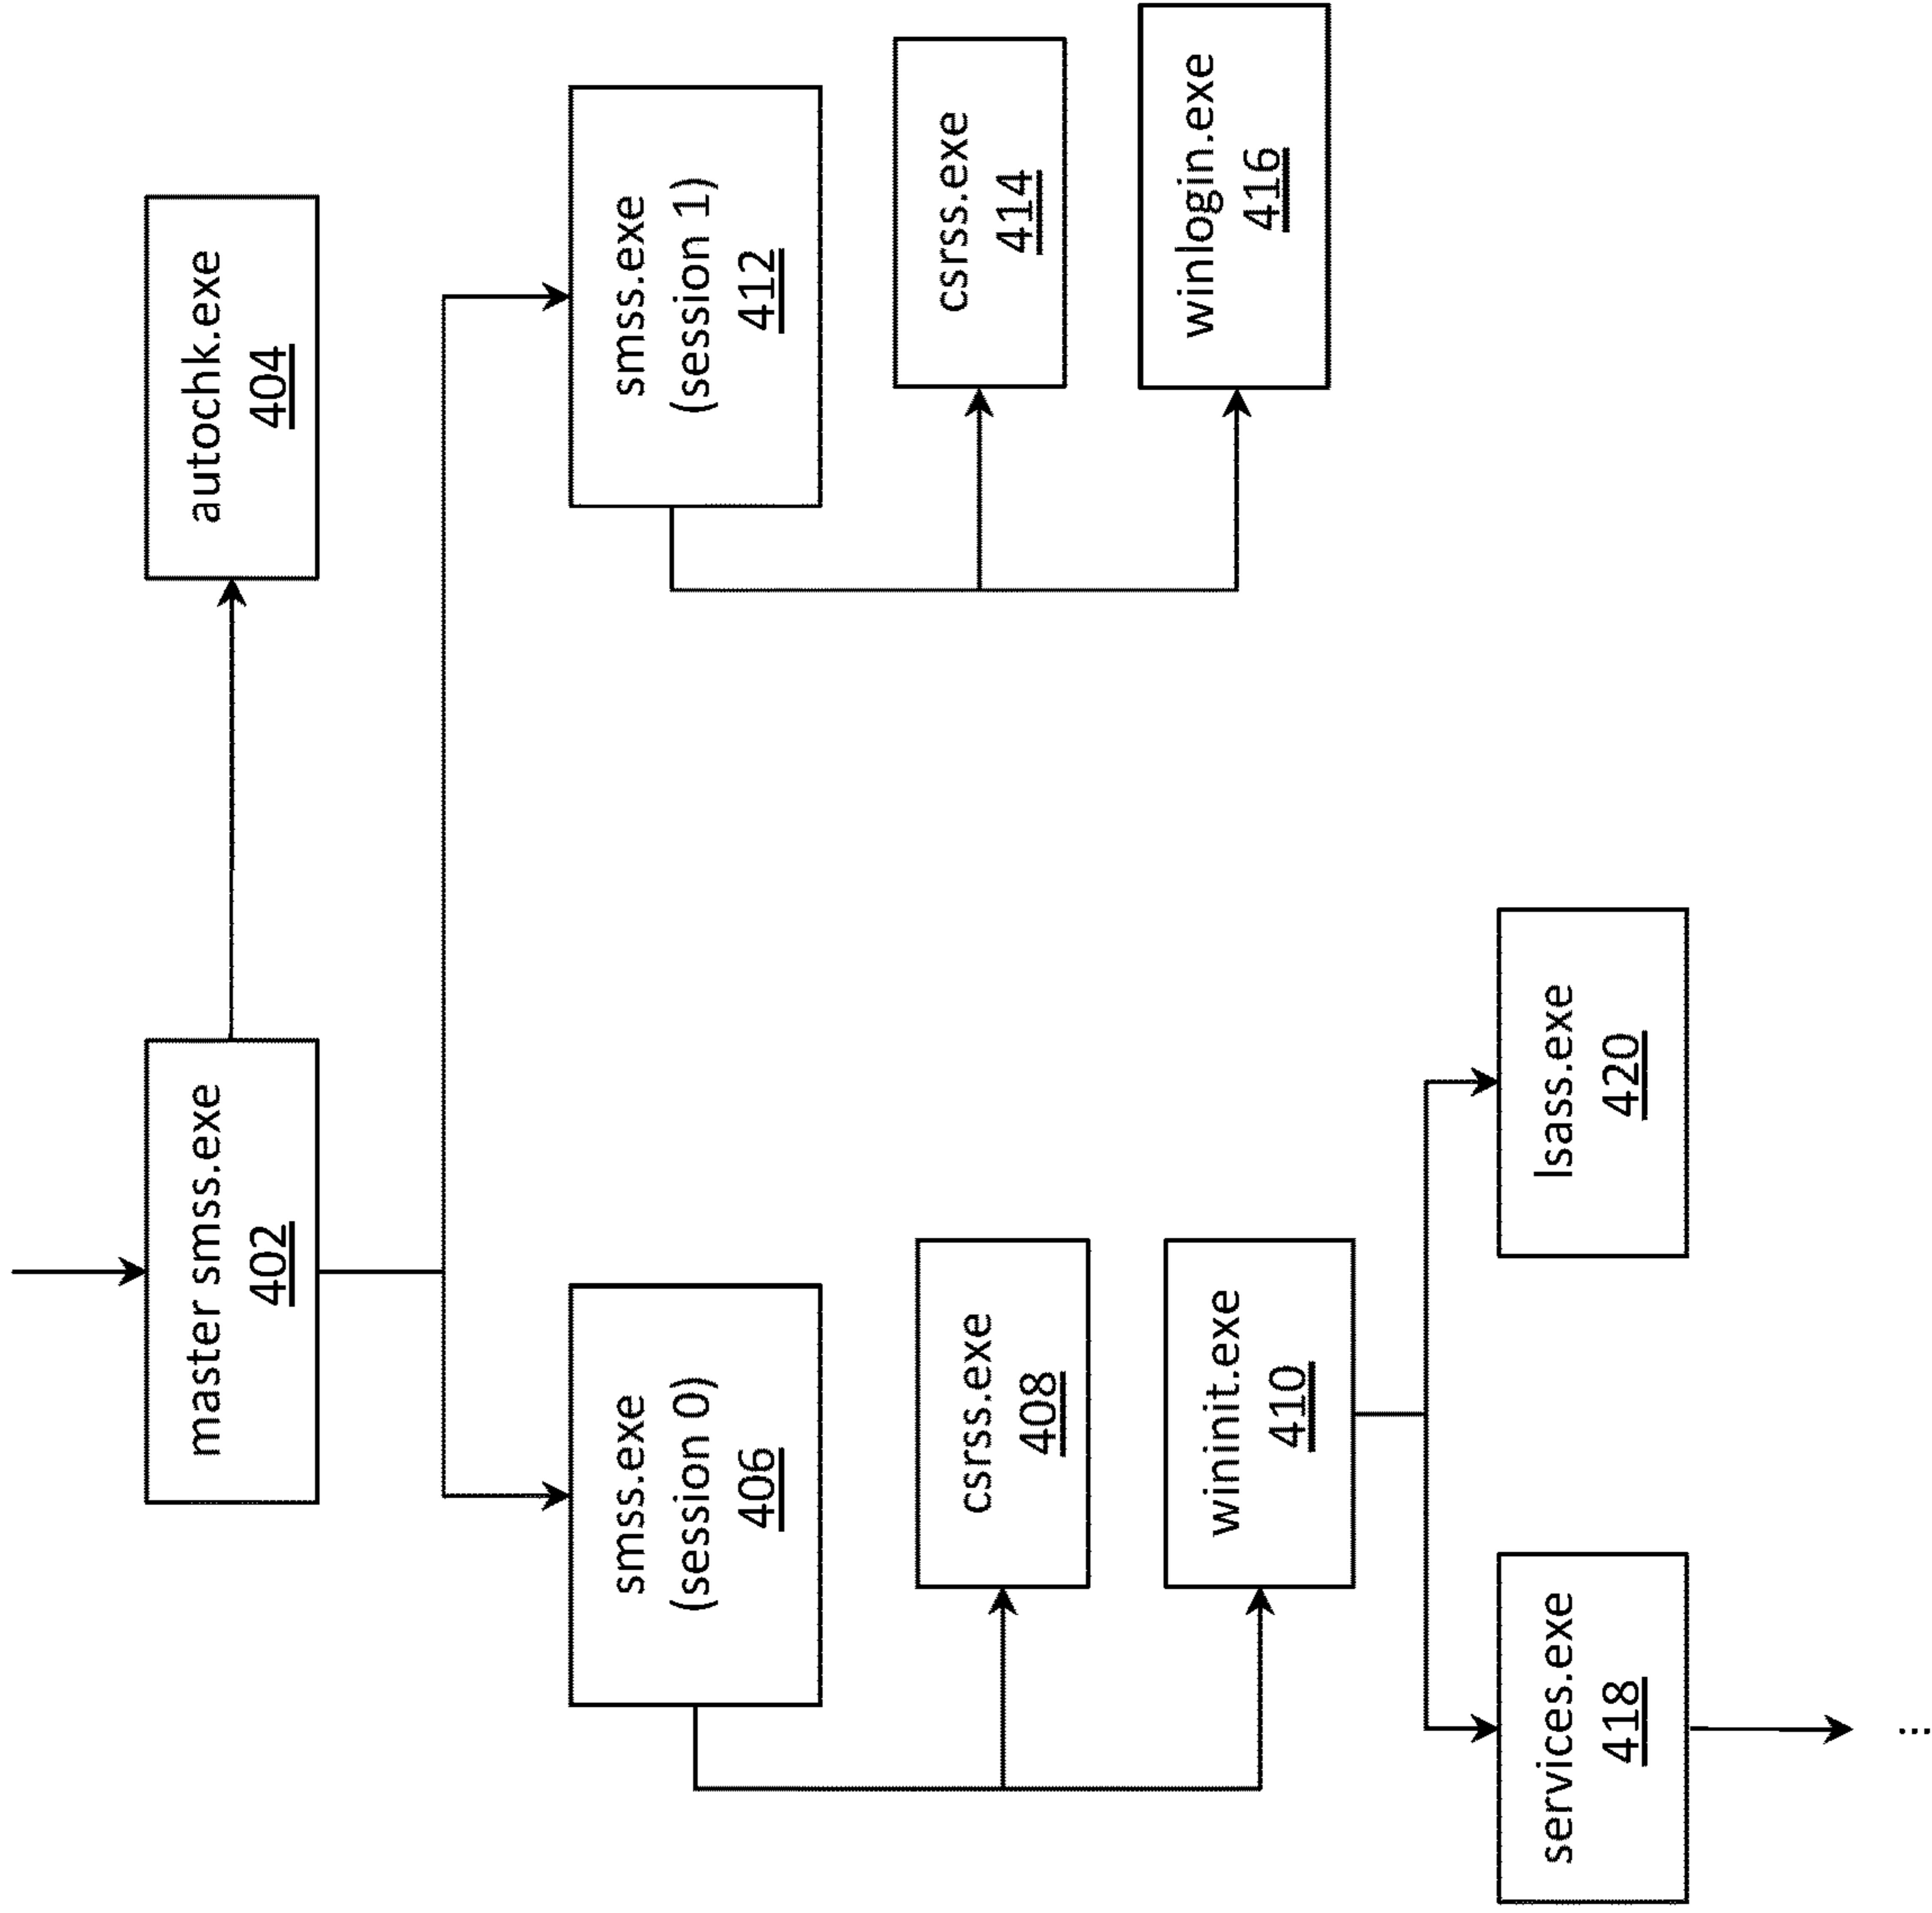 master smss.exe
402
autochk.exe
404
smss.exe
(session 0)
406
smss.exe
(session 1)
412
csrss.exe
408
csrss.exe
414
wininit.exe
410
winlogin.exe
416
services.exe
418
lsass.exe
420
...